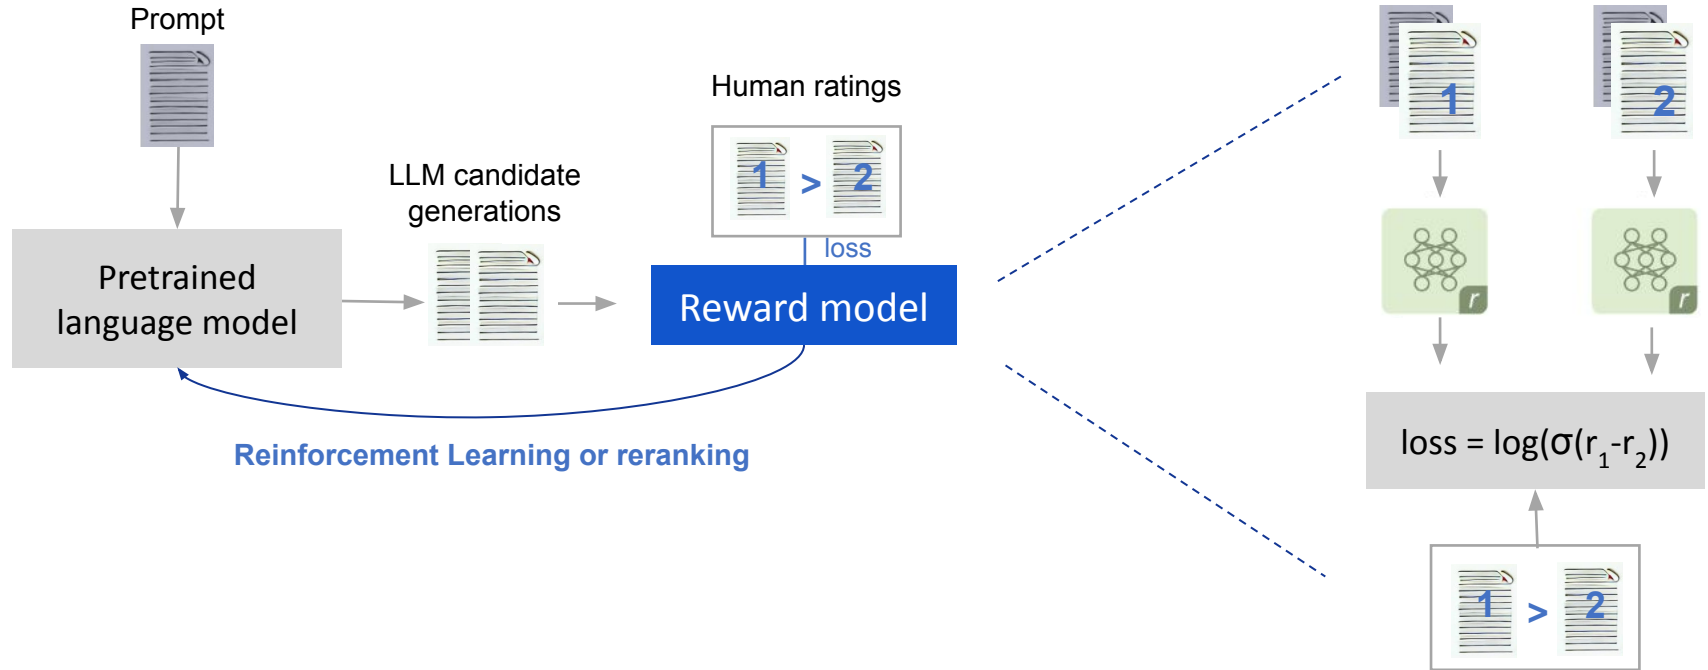 Prompt
Pretrained
language model
LLM candidate
generations
Human ratings
1 > 2
loss
Reward model
Reinforcement Learning or reranking
1
2
r
r
loss = log(σ(r₁-r₂))
1 > 2